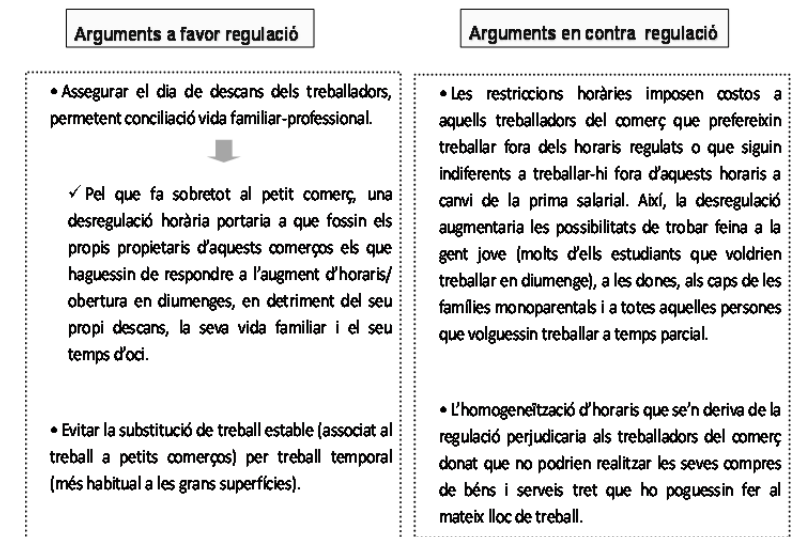 Arguments a favor regulació
• Assegurar el dia de descans dels treballadors,
permetent conciliació vida familiar-professional.
✓ Pel que fa sobretot al petit comerç, una
desregulació horària portaria a que fossin els
propis propietaris d'aquests comerços els que
haguessin de respondre a l'augment d'horaris/
obertura en diumenges, en detriment del seu
propi descans, la seva vida familiar i el seu
temps d'oci.
• Evitar la substitució de treball estable (associat al
treball a petits comerços) per treball temporal
(més habitual a les grans superfícies).
Arguments en contra regulació
• Les restriccions horàries imposen costos a
aquells treballadors del comerç que prefereixin
treballar fora dels horaris regulats o que siguin
indiferents a treballar-hi fora d'aquests horaris a
canvi de la prima salarial. Així, la desregulació
augmentaria les possibilitats de trobar feina a la
gent jove (molts d'ells estudiants que voldrien
treballar en diumenge), a les dones, als caps de les
famílies monoparentals i a totes aquelles persones
que volguessin treballar a temps parcial.
• L'homogeneïtzació d'horaris que se'n deriva de la
regulació perjudicaria als treballadors del comerç
donat que no podrien realitzar les seves compres
de béns i serveis tret que ho poguessin fer al
mateix lloc de treball.